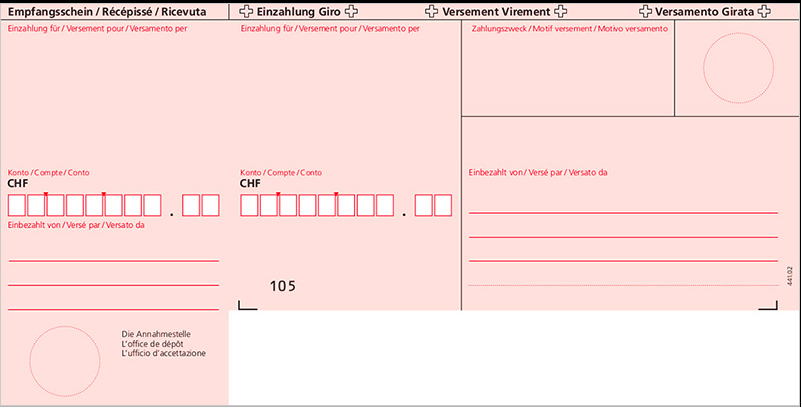 Empfangsschein / Récépissé / Ricevuta
Einzahlung für / Versement pour / Versamento per
Konto / Compte / Conto
CHF
.
Einbezahlt von / Versé par / Versato da
Die Annahmestelle
L'office de dépôt
L'ufficio d'accettazione
Einzahlung Giro
Versement Virement
Versamento Girata
Einzahlung für / Versement pour / Versamento per
Konto / Compte / Conto
CHF
.
105
Zahlungszweck / Motif versement / Motivo versamento
Einbezahlt von / Versé par / Versato da
441.02